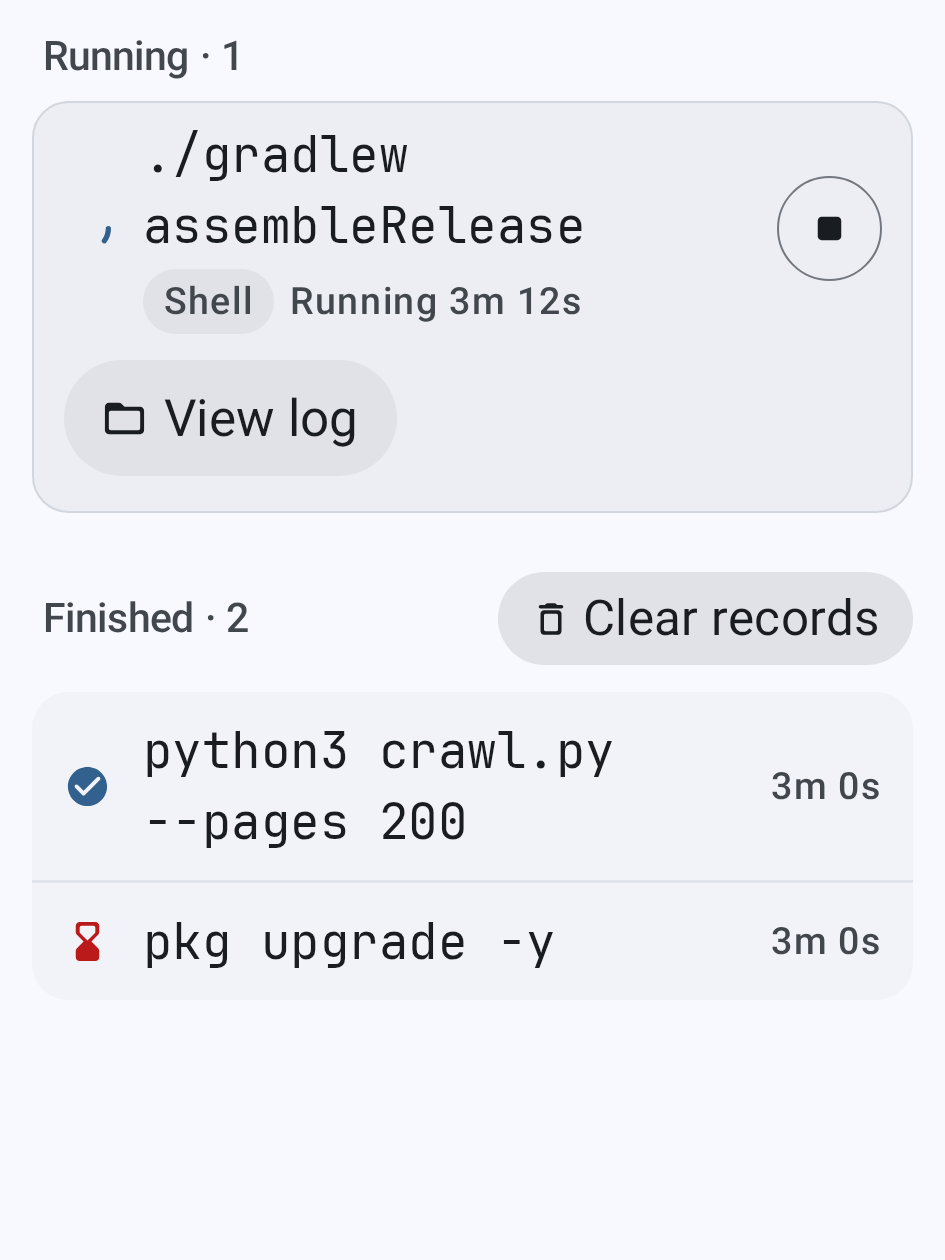 Running · 1
./gradlew
assembleRelease
Shell Running 3m 12s
View log
Finished · 2
Clear records
python3 crawl.py
--pages 200
3m 0s
pkg upgrade -y
3m 0s